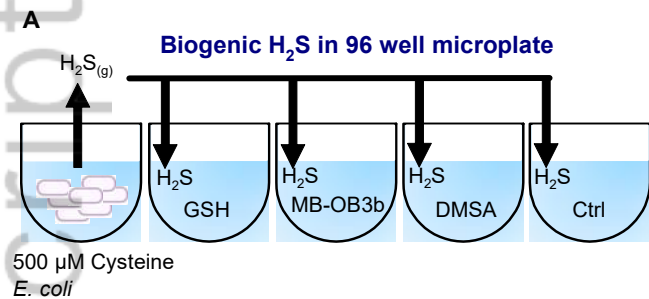 A
Biogenic H₂S in 96 well microplate
H₂S₍g₎
H₂S
H₂S
H₂S
H₂S
GSH
MB-OB3b
DMSA
Ctrl
500 µM Cysteine
E. coli